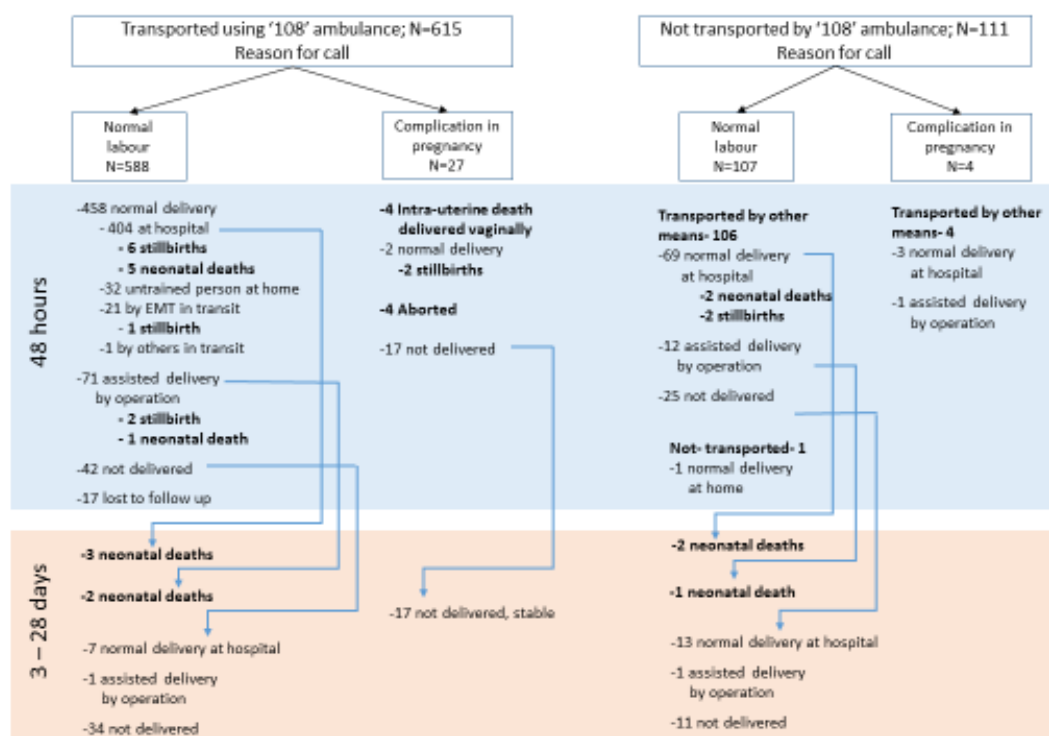 Transported using ‘108’ ambulance; N=615
Reason for call
Not transported by ‘108’ ambulance; N=111
Reason for call
Normal
labour
N=588
Complication in
pregnancy
N=27
Normal
labour
N=107
Complication in
pregnancy
N=4
48 hours
-458 normal delivery
- 404 at hospital
- 6 stillbirths
- 5 neonatal deaths
-32 untrained person at home
-21 by EMT in transit
- 1 stillbirth
-1 by others in transit
-71 assisted delivery
by operation
- 2 stillbirth
- 1 neonatal death
-42 not delivered
-17 lost to follow up
-4 Intra-uterine death
delivered vaginally
-2 normal delivery
-2 stillbirths
-4 Aborted
-17 not delivered
Transported by other
means- 106
-69 normal delivery
at hospital
-2 neonatal deaths
-2 stillbirths
-12 assisted delivery
by operation
-25 not delivered
Not- transported- 1
-1 normal delivery
at home
Transported by other
means- 4
-3 normal delivery
at hospital
-1 assisted delivery
by operation
3 – 28 days
-3 neonatal deaths
-2 neonatal deaths
-7 normal delivery at hospital
-1 assisted delivery
by operation
-34 not delivered
-17 not delivered, stable
-2 neonatal deaths
-1 neonatal death
-13 normal delivery at hospital
-1 assisted delivery
by operation
-11 not delivered